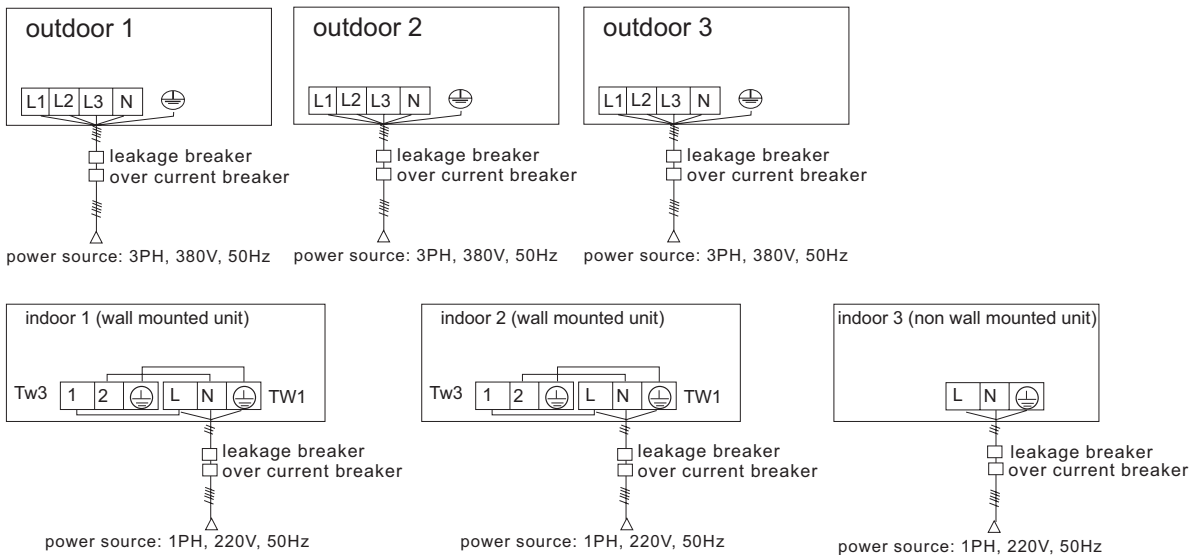 outdoor 1
L1 L2 L3 N
leakage breaker
over current breaker
power source: 3PH, 380V, 50Hz
outdoor 2
L1 L2 L3 N
leakage breaker
over current breaker
power source: 3PH, 380V, 50Hz
outdoor 3
L1 L2 L3 N
leakage breaker
over current breaker
power source: 3PH, 380V, 50Hz
indoor 1 (wall mounted unit)
Tw3 1 2 L N TW1
leakage breaker
over current breaker
power source: 1PH, 220V, 50Hz
indoor 2 (wall mounted unit)
Tw3 1 2 L N TW1
leakage breaker
over current breaker
power source: 1PH, 220V, 50Hz
indoor 3 (non wall mounted unit)
L N
leakage breaker
over current breaker
power source: 1PH, 220V, 50Hz